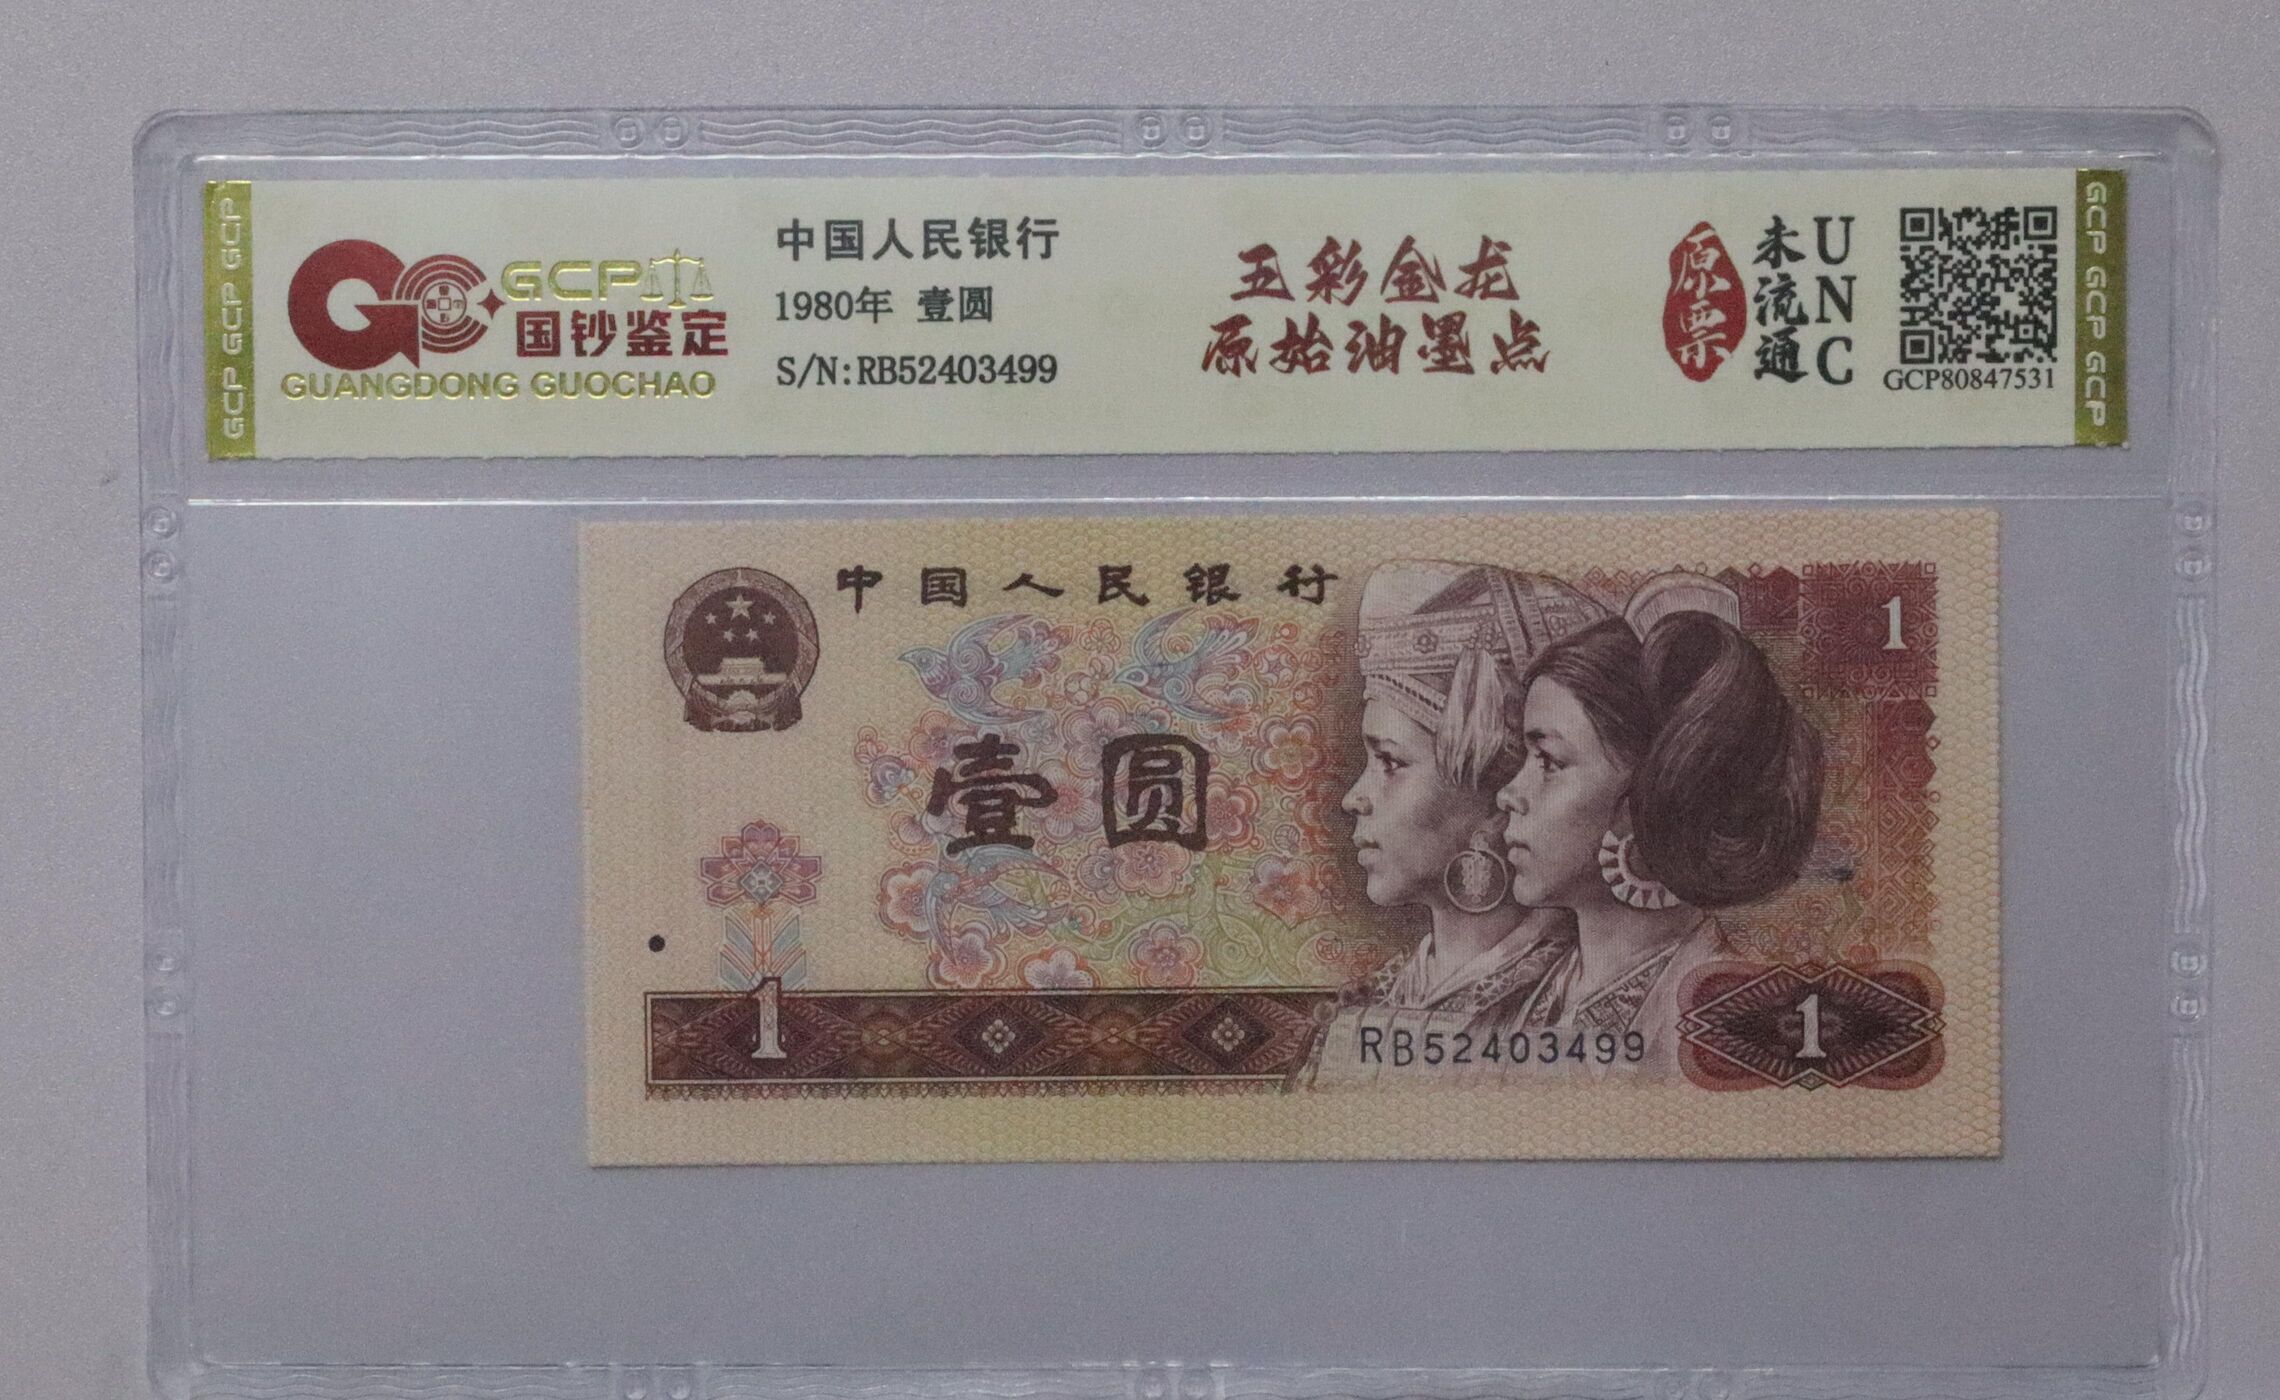 GCP GCP GCP
GCP
国钞鉴定
GUANGDONG GUOCHAO
中国人民银行
1980年 壹圆
S/N:RB52403499
五彩金龙
原始油墨点
原票
未流通
UNC
GCP80847531
GCP GCP GCP
中国人民银行
1
壹圆
1
RB52403499
1